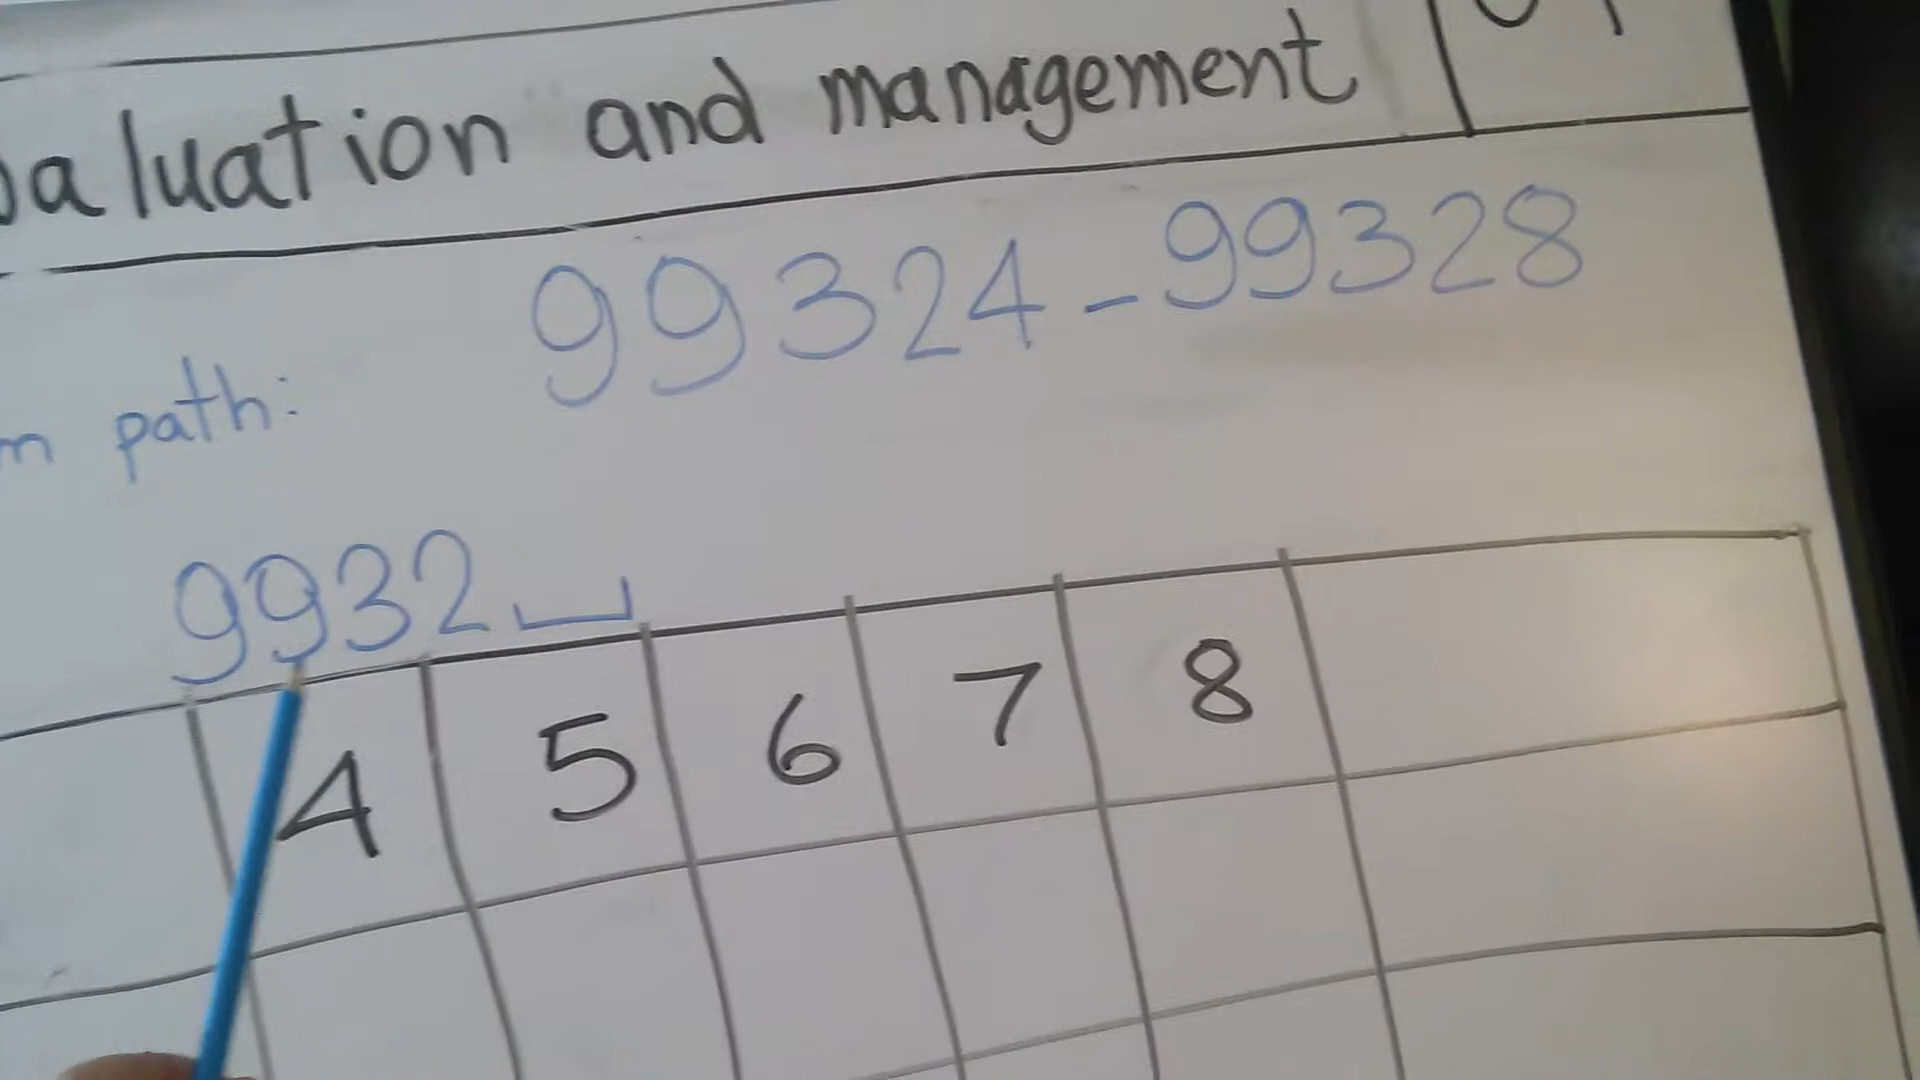 aluation and management
99324-99328
path:
9932
4 5 6 7 8